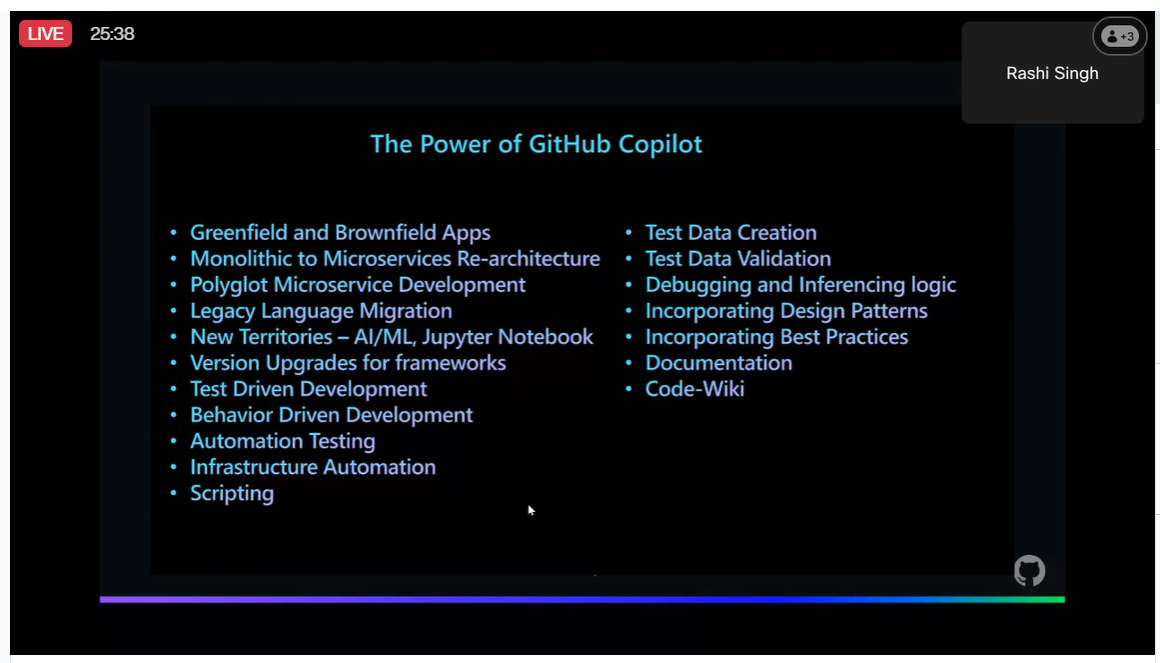 LIVE 25:38
+3
Rashi Singh
The Power of GitHub Copilot
• Greenfield and Brownfield Apps
• Monolithic to Microservices Re-architecture
• Polyglot Microservice Development
• Legacy Language Migration
• New Territories – AI/ML, Jupyter Notebook
• Version Upgrades for frameworks
• Test Driven Development
• Behavior Driven Development
• Automation Testing
• Infrastructure Automation
• Scripting
• Test Data Creation
• Test Data Validation
• Debugging and Inferencing logic
• Incorporating Design Patterns
• Incorporating Best Practices
• Documentation
• Code-Wiki